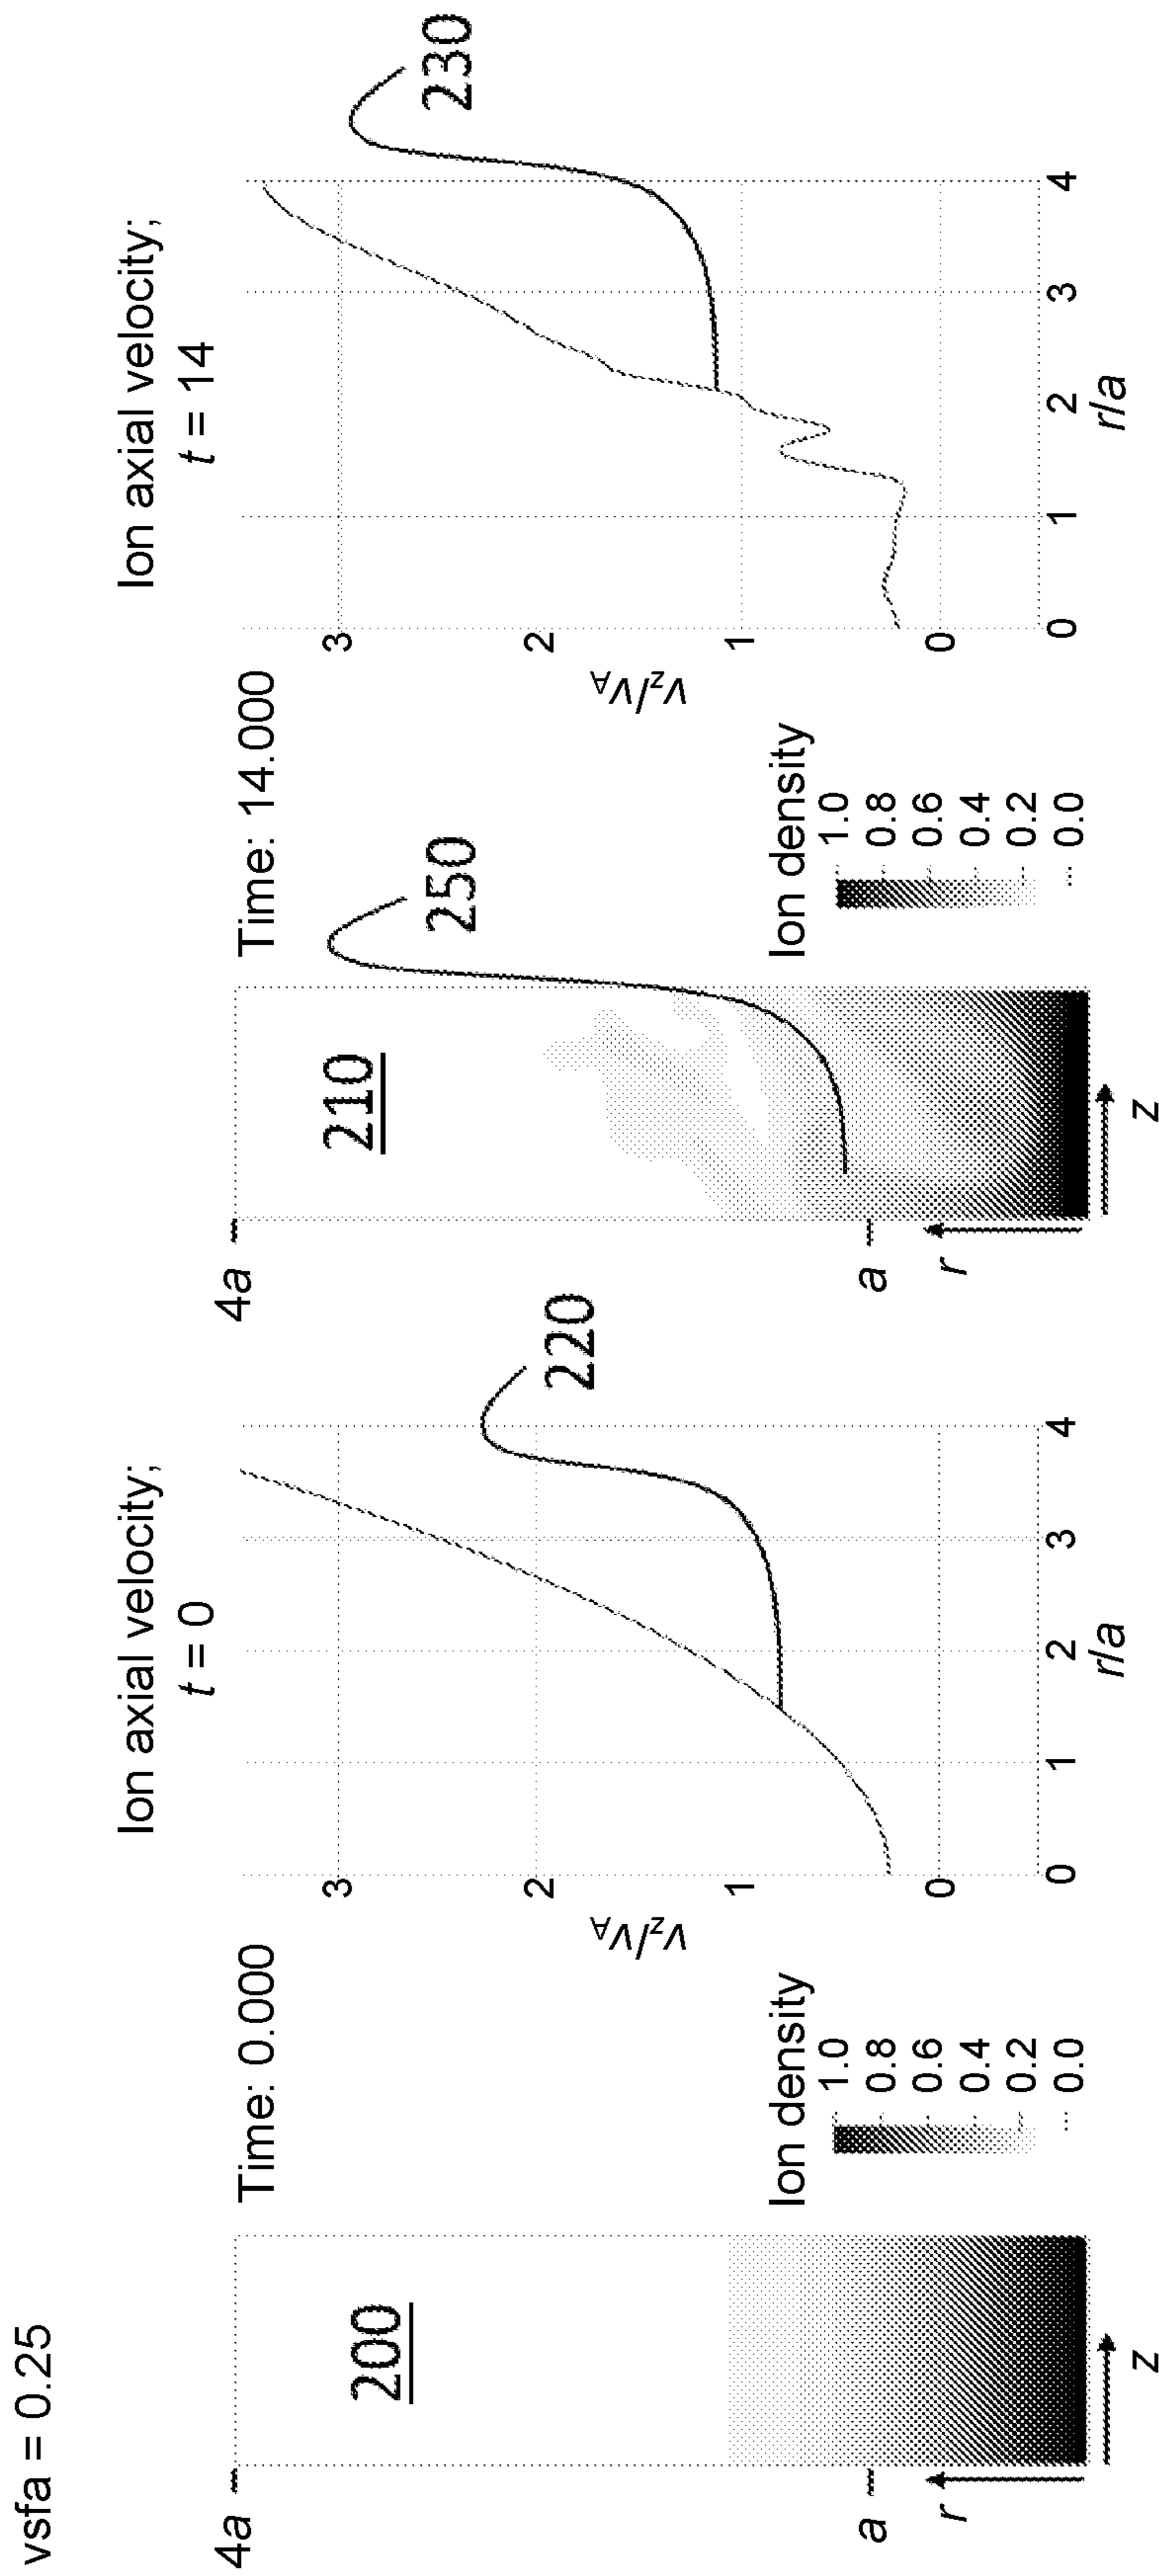 vsfa = 0.25
4a
200
a
r
z
Time: 0.000
Ion density
1.0
0.8
0.6
0.4
0.2
0.0
Ion axial velocity;
t = 0
3
2
1
0
vz/vA
0 1 2 3 4
r/a
220
4a
210
a
r
z
250
Time: 14.000
Ion density
1.0
0.8
0.6
0.4
0.2
0.0
Ion axial velocity;
t = 14
3
2
1
0
vz/vA
0 1 2 3 4
r/a
230